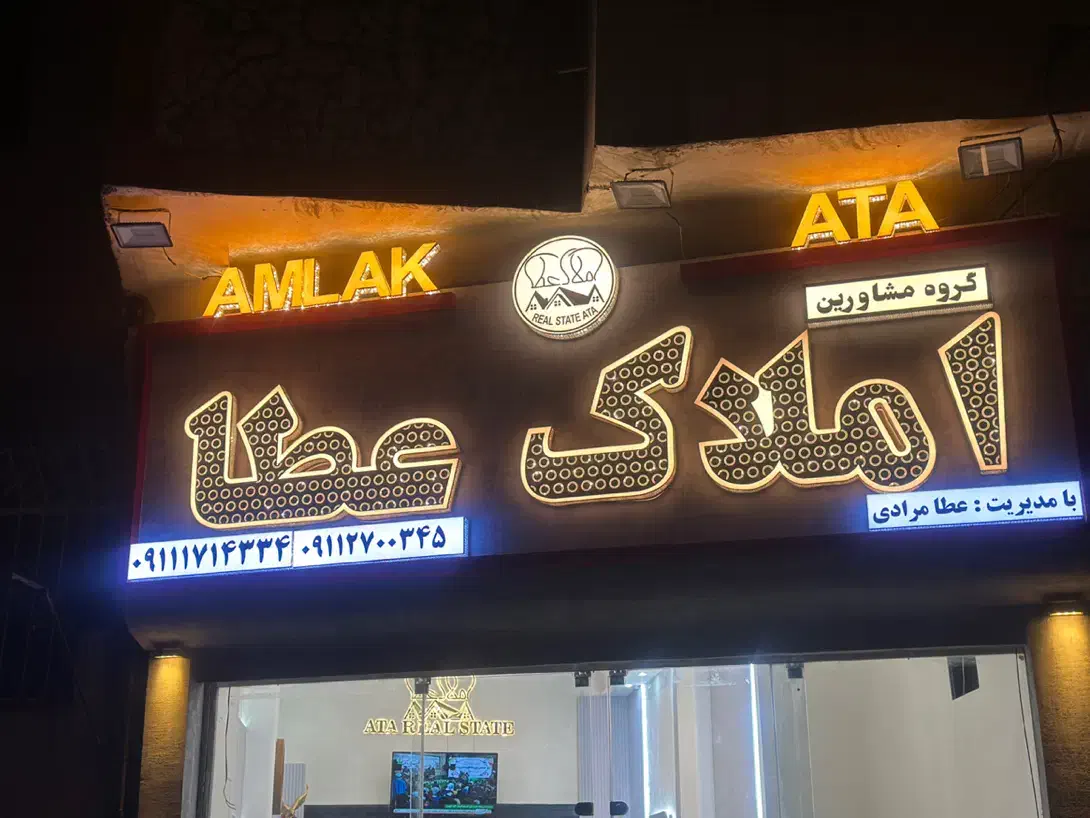 AMLAK ATA
REAL STATE ATA
گروه مشاورین
املاک عطا
با مدیریت : عطا مرادی
۰۹۱۱۱۷۱۴۳۳۴ ۰۹۱۱۲۷۰۰۳۴۵
ATA REAL STATE